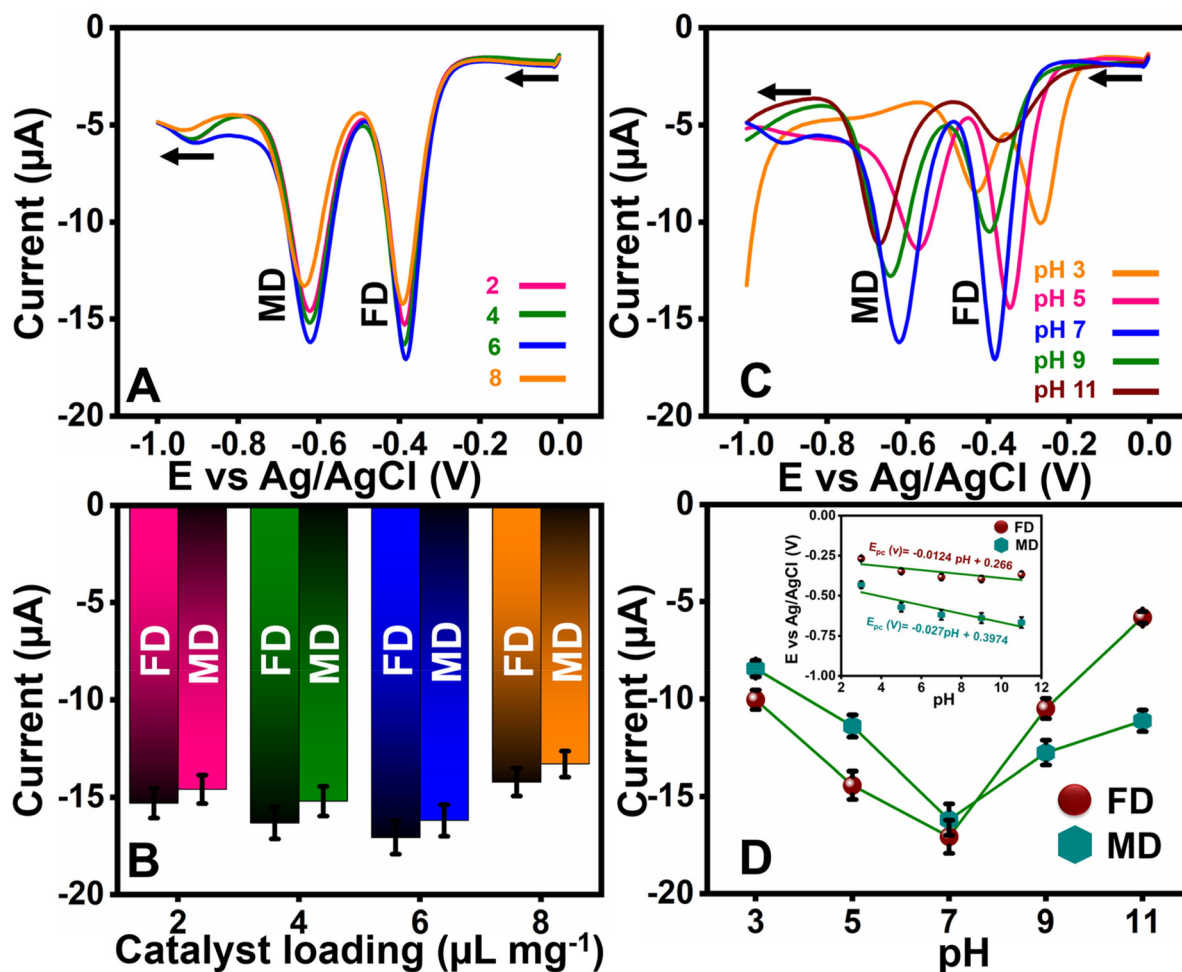 0
-5
-10
-15
-20
Current (µA)
MD
FD
2
4
6
8
A
-1.0 -0.8 -0.6 -0.4 -0.2 0.0
E vs Ag/AgCl (V)
0
-5
-10
-15
-20
Current (µA)
MD
FD
pH 3
pH 5
pH 7
pH 9
pH 11
C
-1.0 -0.8 -0.6 -0.4 -0.2 0.0
E vs Ag/AgCl (V)
0
-5
-10
-15
-20
Current (µA)
FD
MD
FD
MD
FD
MD
FD
MD
B
2 4 6 8
Catalyst loading (µL mg⁻¹)
0
-5
-10
-15
-20
Current (µA)
0.00
-0.25
-0.50
-0.75
-1.00
E vs Ag/AgCl (V)
FD
MD
Epc (v)= -0.0124 pH + 0.266
Epc (V)= -0.027pH + 0.3974
2 4 6 8 10 12
pH
FD
MD
D
3 5 7 9 11
pH